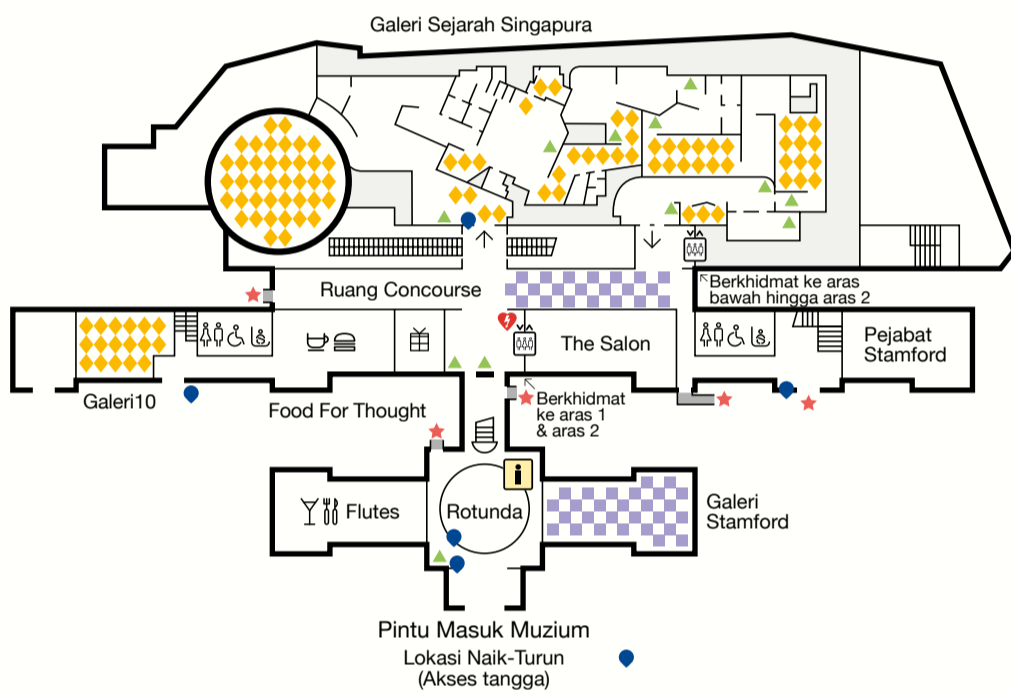 Galeri Sejarah Singapura
Ruang Concourse
Berkhidmat ke aras
bawah hingga aras 2
The Salon
Pejabat
Stamford
Galeri10
Food For Thought
Berkhidmat
ke aras 1
& aras 2
i
Flutes
Rotunda
Galeri
Stamford
Pintu Masuk Muzium
Lokasi Naik-Turun
(Akses tangga)